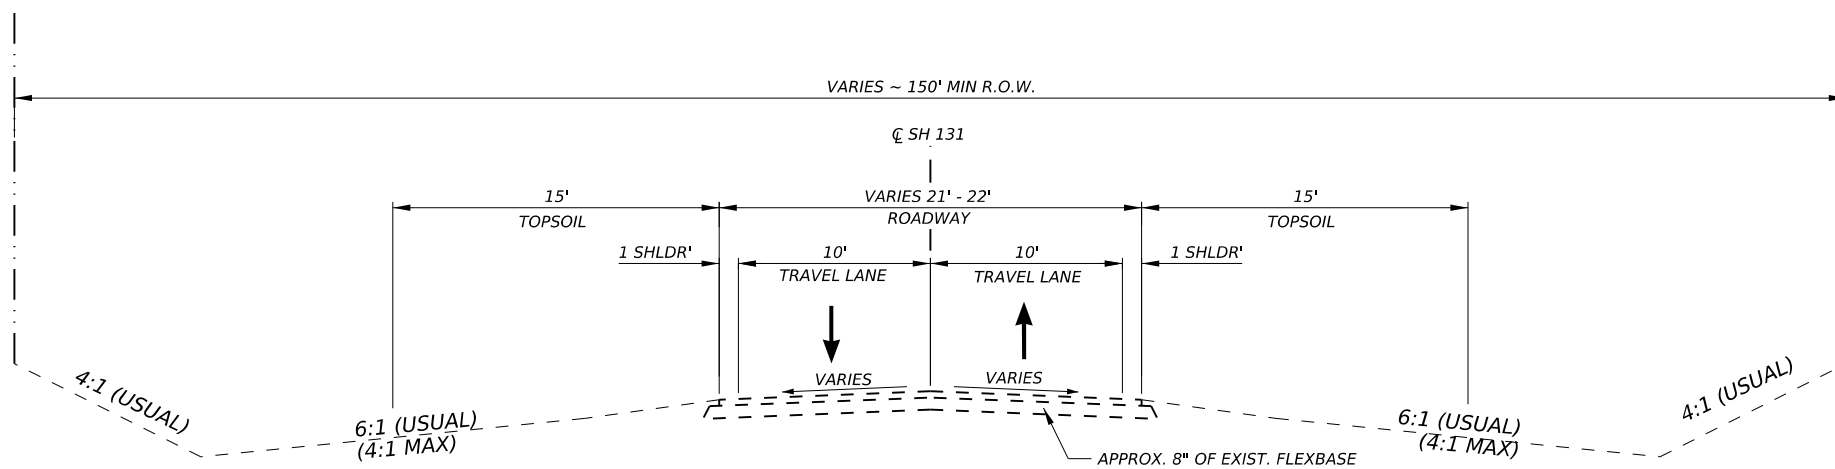 VARIES ~ 150' MIN R.O.W.
℄ SH 131
15'
VARIES 21' - 22'
15'
TOPSOIL
ROADWAY
TOPSOIL
1 SHLDR'
10'
10'
1 SHLDR'
TRAVEL LANE
TRAVEL LANE
VARIES
VARIES
4:1 (USUAL)
4:1 (USUAL)
6:1 (USUAL)
(4:1 MAX)
6:1 (USUAL)
(4:1 MAX)
APPROX. 8" OF EXIST. FLEXBASE